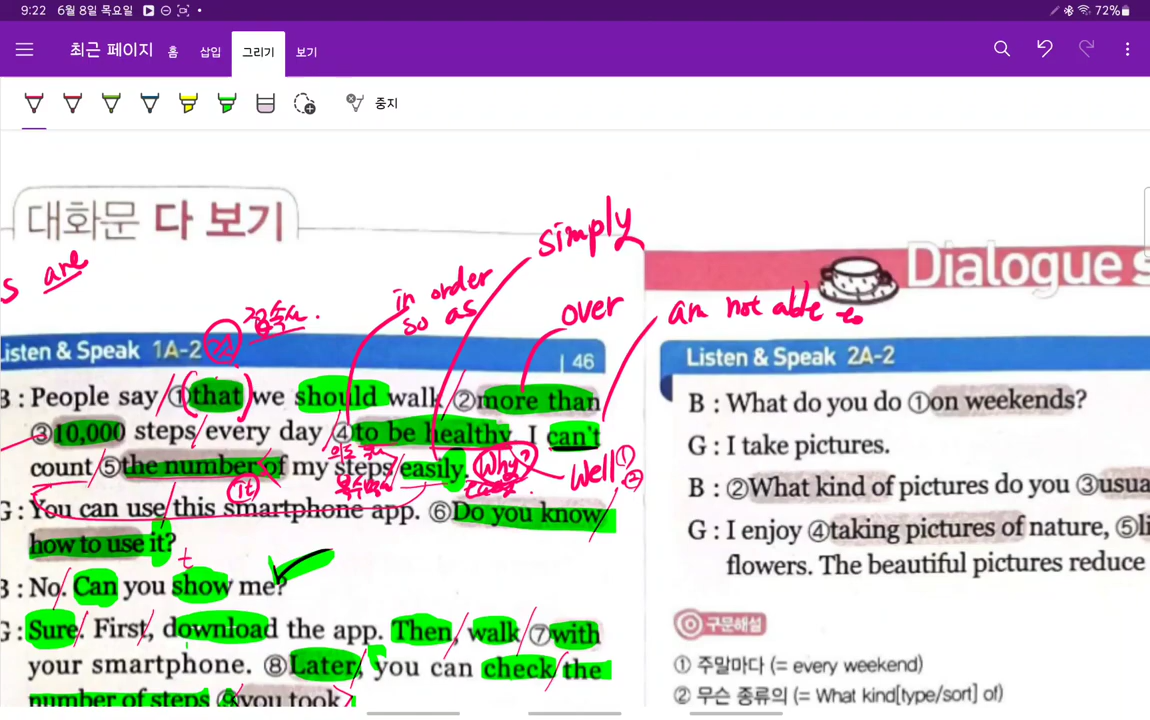 9:22 6월 8일 목요일
72%
최근 페이지 홈 삽입 그리기 보기
중지
대화문 다 보기
simply
s are
in order
so as
over
am not able to
Dialogue s
접속사.
Listen & Speak 1A-2
46
Listen & Speak 2A-2
B : People say ①(that) we should walk ②more than
③10,000 steps every day ④to be healthy. I can't
count ⑤the number of my steps easily. Why? Well ① ②
it
G : You can use this smartphone app. ⑥Do you know
how to use it?
B : No. Can you show me?
G : Sure. First, download the app. Then, walk ⑦with
your smartphone. ⑧Later, you can check the
number of steps ⑨you took
B : What do you do ①on weekends?
G : I take pictures.
B : ②What kind of pictures do you ③usua
G : I enjoy ④taking pictures of nature, ⑤li
flowers. The beautiful pictures reduce
구문해설
① 주말마다 (= every weekend)
② 무슨 종류의 (= What kind[type/sort] of)